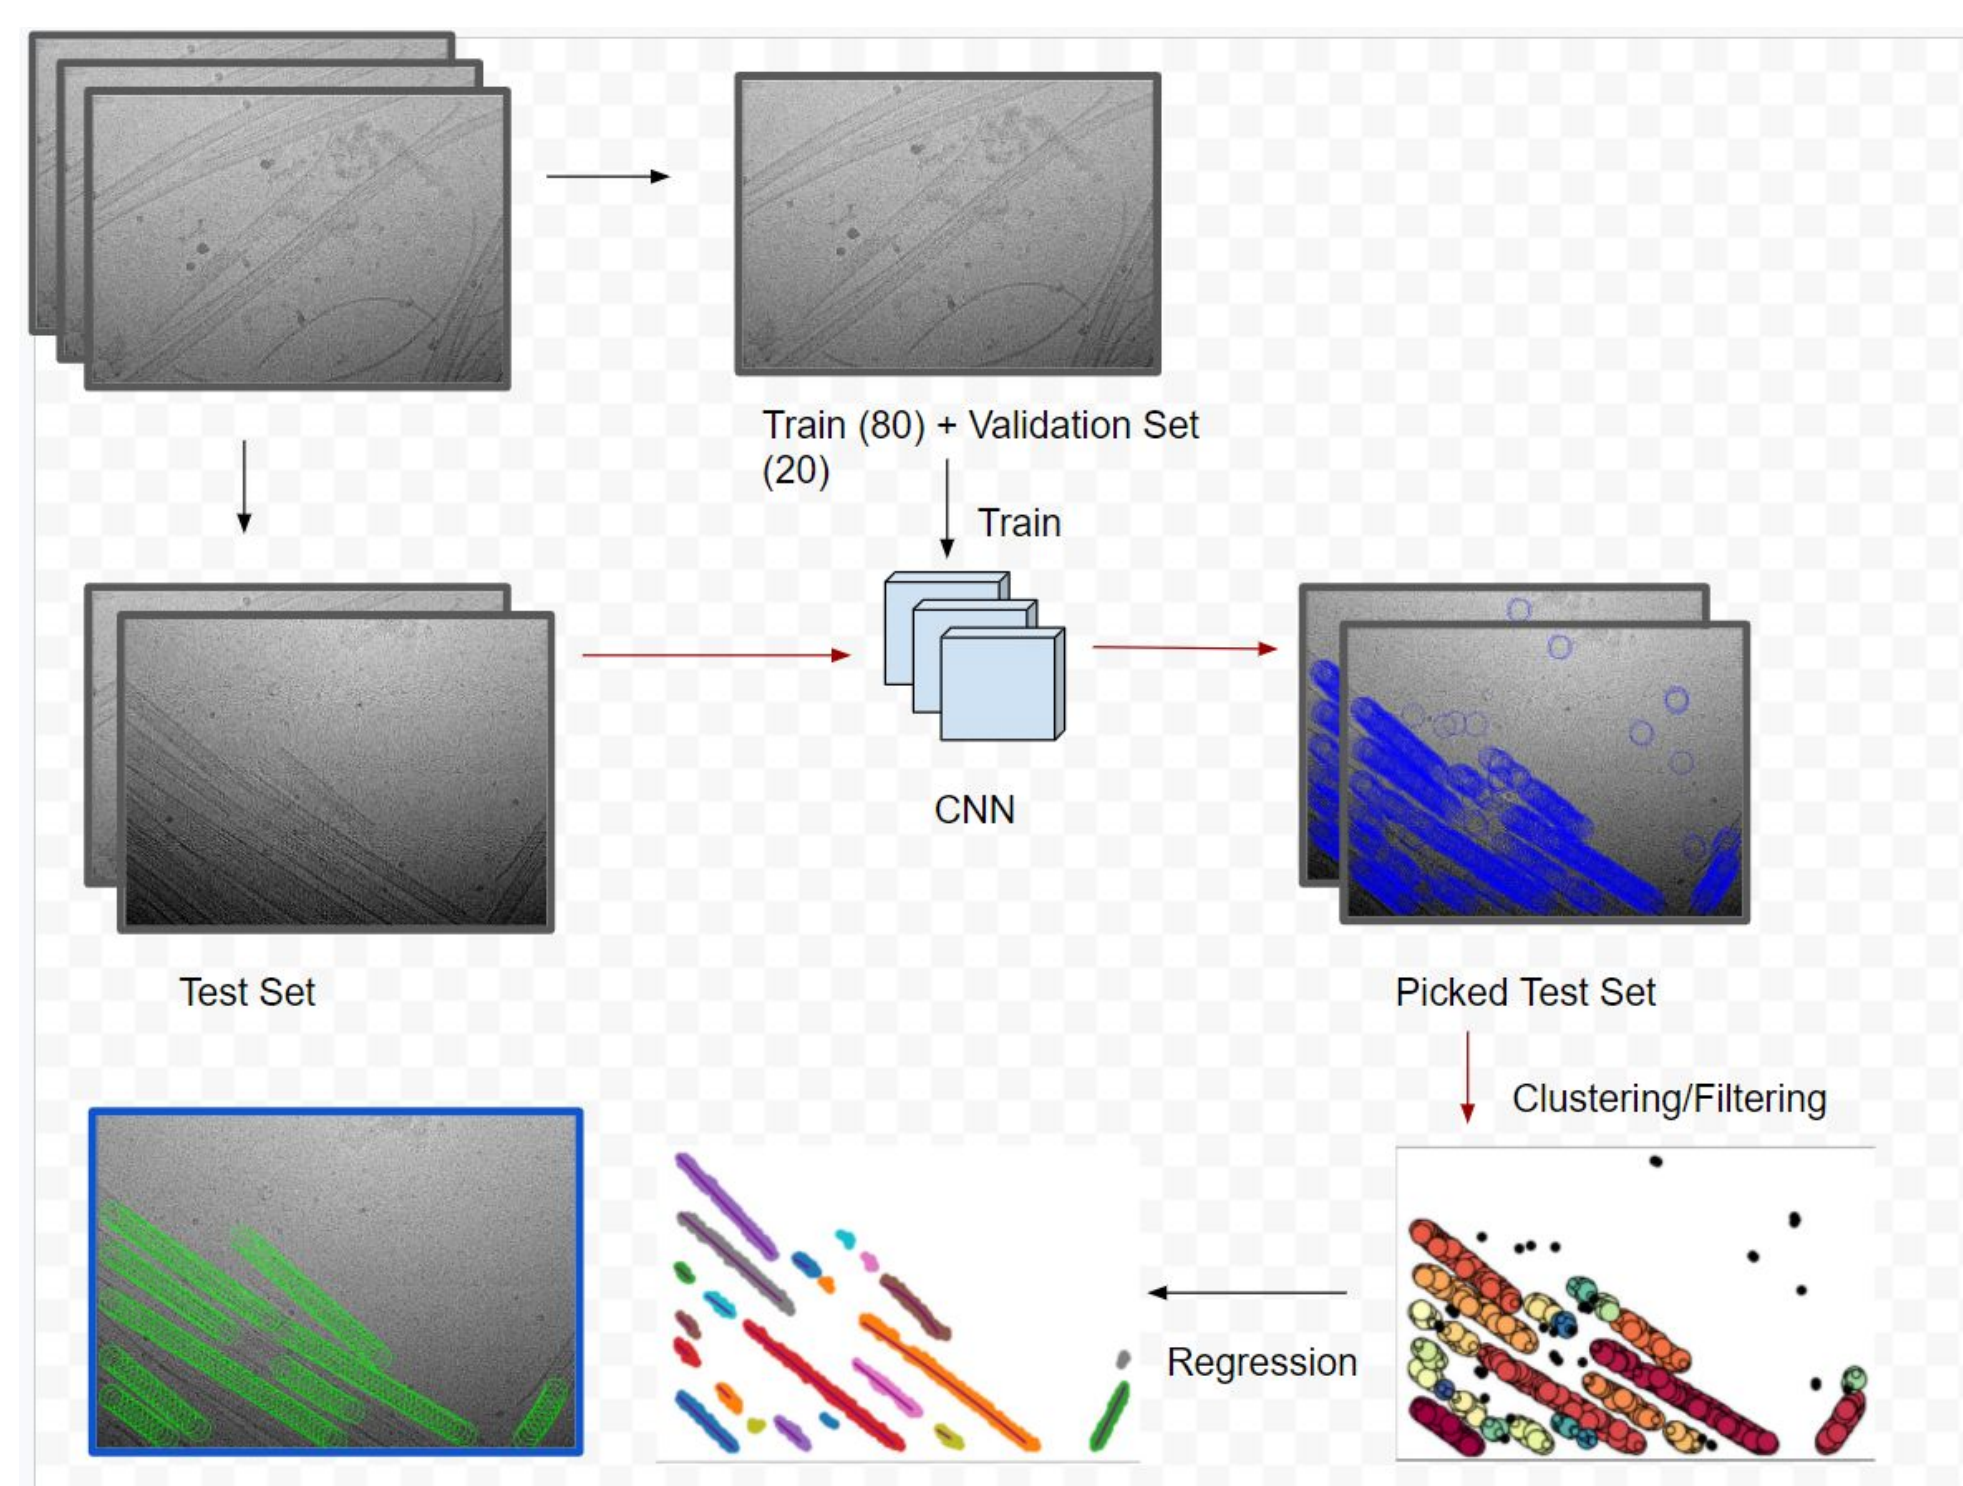 Train (80) + Validation Set
(20)
Train
CNN
Test Set
Picked Test Set
Clustering/Filtering
Regression